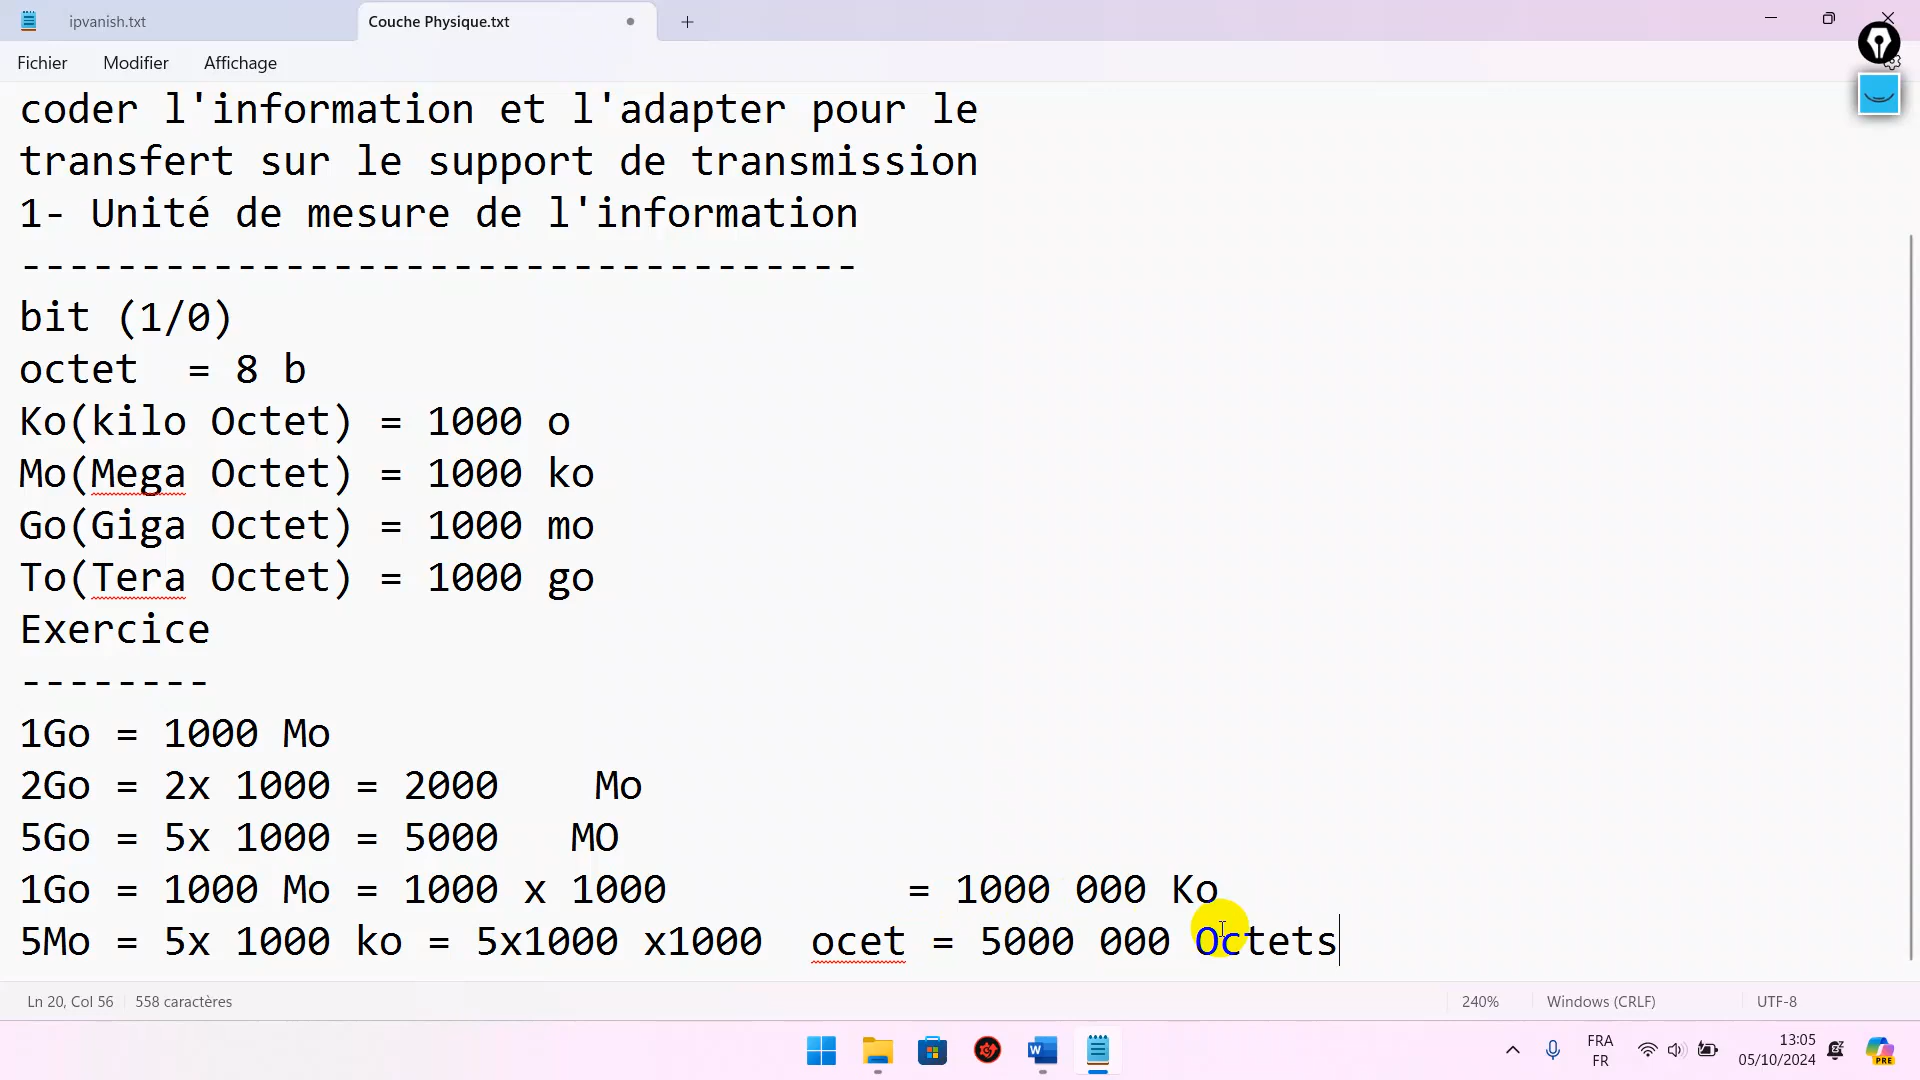 ipvanish.txt
Couche Physique.txt
Fichier Modifier Affichage
coder l'information et l'adapter pour le
transfert sur le support de transmission
1- Unité de mesure de l'information
-----------------------------------
bit (1/0)
octet  = 8 b
Ko(kilo Octet) = 1000 o
Mo(Mega Octet) = 1000 ko
Go(Giga Octet) = 1000 mo
To(Tera Octet) = 1000 go
Exercice
--------
1Go = 1000 Mo
2Go = 2x 1000 = 2000    Mo
5Go = 5x 1000 = 5000   MO
1Go = 1000 Mo = 1000 x 1000          = 1000 000 Ko
5Mo = 5x 1000 ko = 5x1000 x1000  ocet = 5000 000 Octets
Ln 20, Col 56 558 caractères 240% Windows (CRLF) UTF-8
FRA
FR
13:05
05/10/2024
PRE